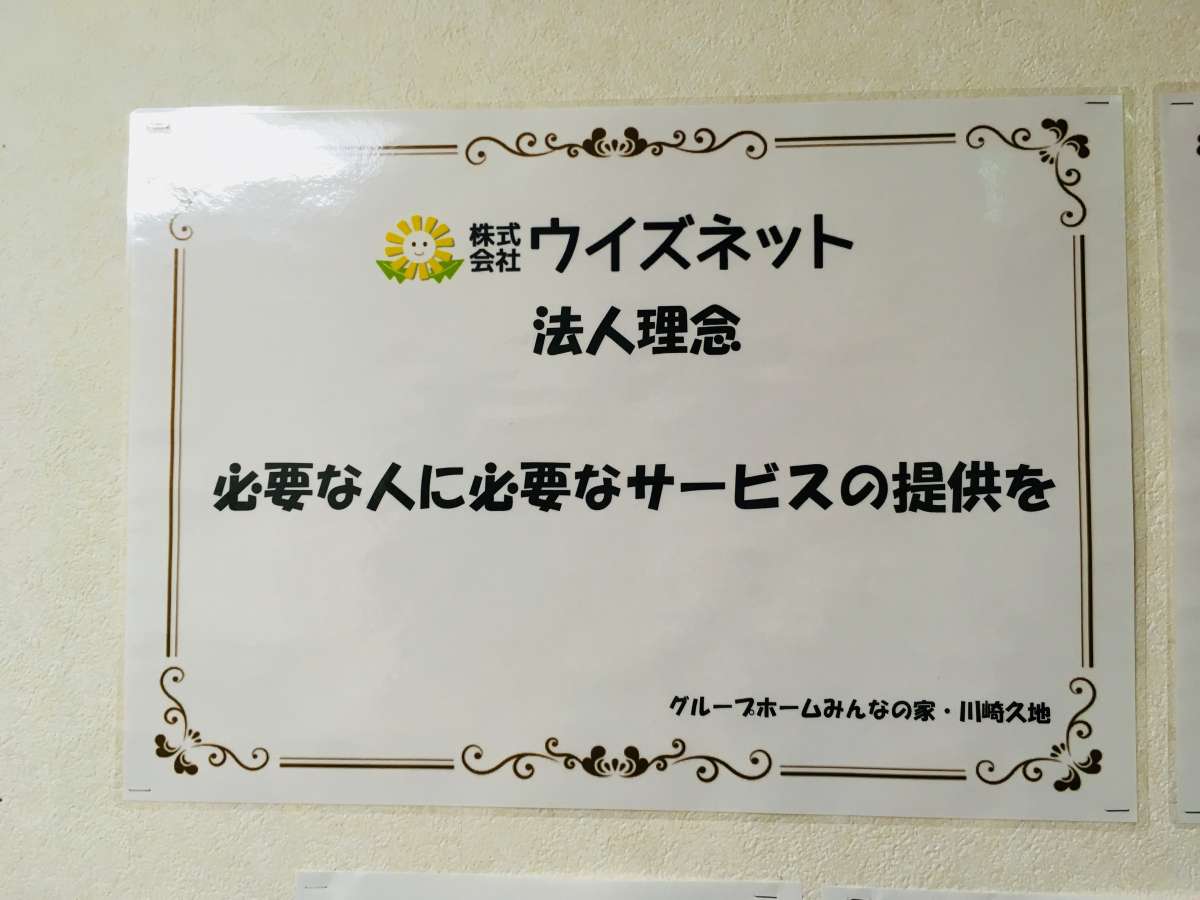 株式会社ウイズネット
法人理念
必要な人に必要なサービスの提供を
グループホームみんなの家・川崎久地